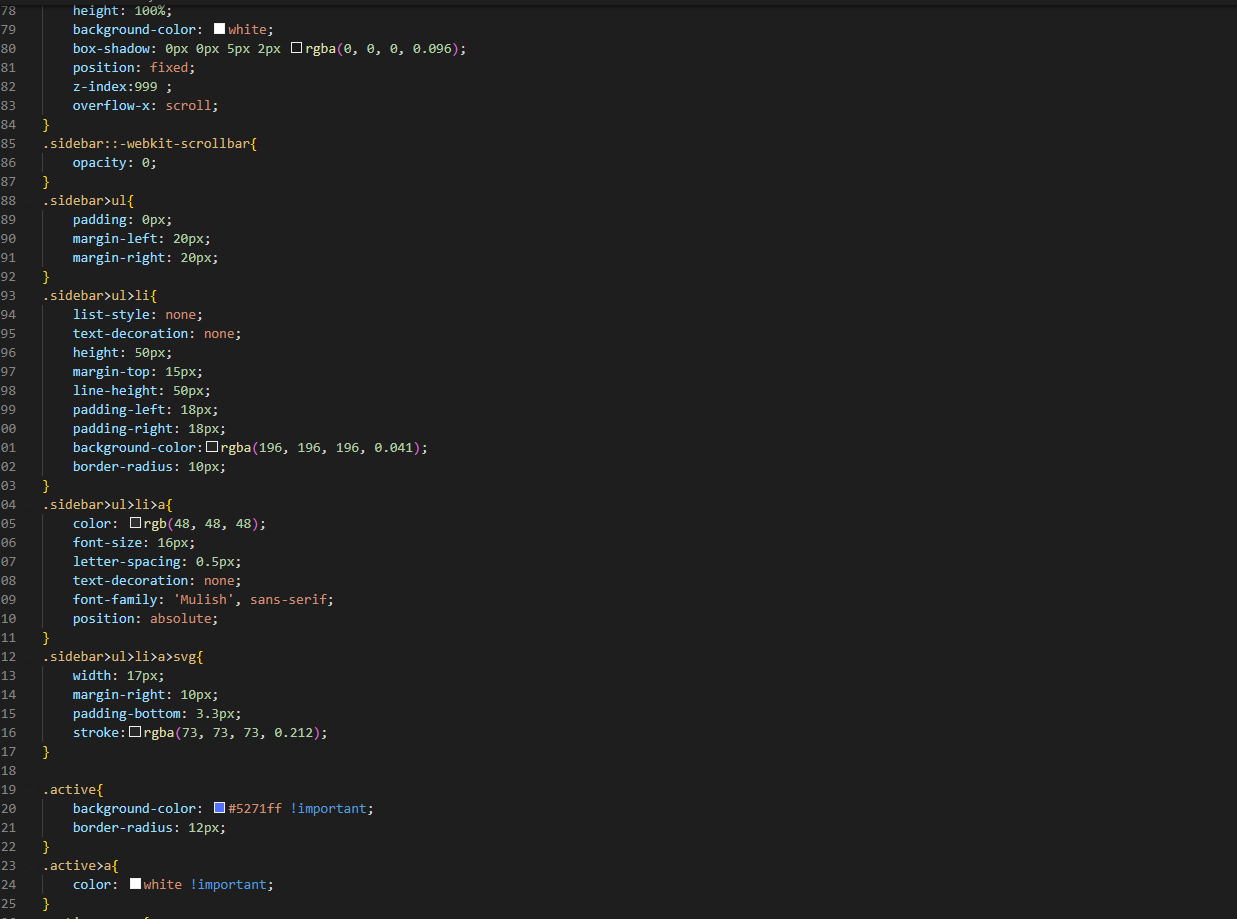 78 height: 100%;
79 background-color: white;
80 box-shadow: 0px 0px 5px 2px rgba(0, 0, 0, 0.096);
81 position: fixed;
82 z-index:999 ;
83 overflow-x: scroll;
84 }
85 .sidebar::-webkit-scrollbar{
86 opacity: 0;
87 }
88 .sidebar>ul{
89 padding: 0px;
90 margin-left: 20px;
91 margin-right: 20px;
92 }
93 .sidebar>ul>li{
94 list-style: none;
95 text-decoration: none;
96 height: 50px;
97 margin-top: 15px;
98 line-height: 50px;
99 padding-left: 18px;
00 padding-right: 18px;
01 background-color:rgba(196, 196, 196, 0.041);
02 border-radius: 10px;
03 }
04 .sidebar>ul>li>a{
05 color: rgb(48, 48, 48);
06 font-size: 16px;
07 letter-spacing: 0.5px;
08 text-decoration: none;
09 font-family: 'Mulish', sans-serif;
10 position: absolute;
11 }
12 .sidebar>ul>li>a>svg{
13 width: 17px;
14 margin-right: 10px;
15 padding-bottom: 3.3px;
16 stroke:rgba(73, 73, 73, 0.212);
17 }
18
19 .active{
20 background-color: #5271ff !important;
21 border-radius: 12px;
22 }
23 .active>a{
24 color: white !important;
25 }